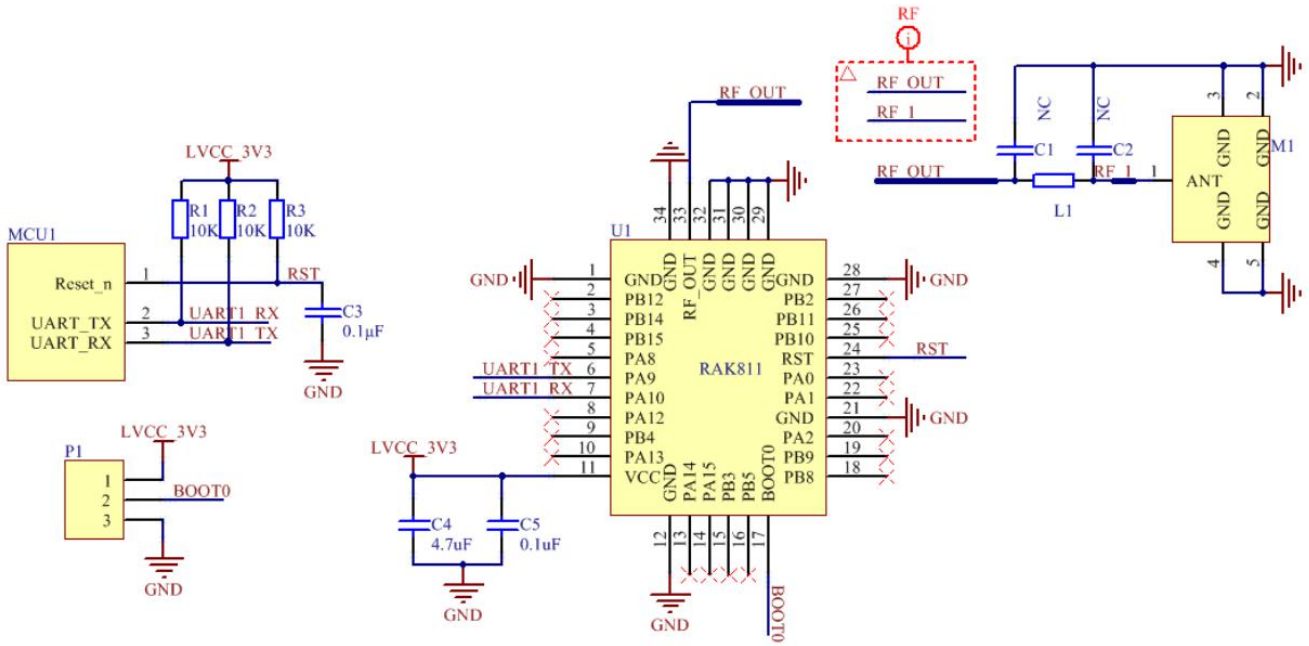 RF
i
RF_OUT
RF_1
RF_OUT
3
2
NC
NC
C1
C2
GND
GND
M1
RF_OUT
RF_1
1
ANT
L1
GND
GND
4
5
LVCC_3V3
R1
10K
R2
10K
R3
10K
MCU1
Reset_n
1
RST
UART_TX
2
UART1_RX
UART_RX
3
UART1_TX
C3
0.1μF
GND
P1
LVCC_3V3
1
2
BOOT0
3
GND
LVCC_3V3
C4
4.7uF
C5
0.1uF
GND
U1
RAK811
34
33
32
31
30
29
GND
RF_OUT
GND
GND
GND
GND
GND
1
GND
2
PB12
3
PB14
4
PB15
5
PA8
UART1_TX
6
PA9
UART1_RX
7
PA10
8
PA12
9
PB4
10
PA13
11
VCC
GND
28
GND
PB2
27
PB11
26
PB10
25
RST
24
RST
PA0
23
PA1
22
GND
21
GND
PA2
20
PB9
19
PB8
18
GND
PA14
PA15
PB3
PB5
BOOT0
12
13
14
15
16
17
GND
BOOT0